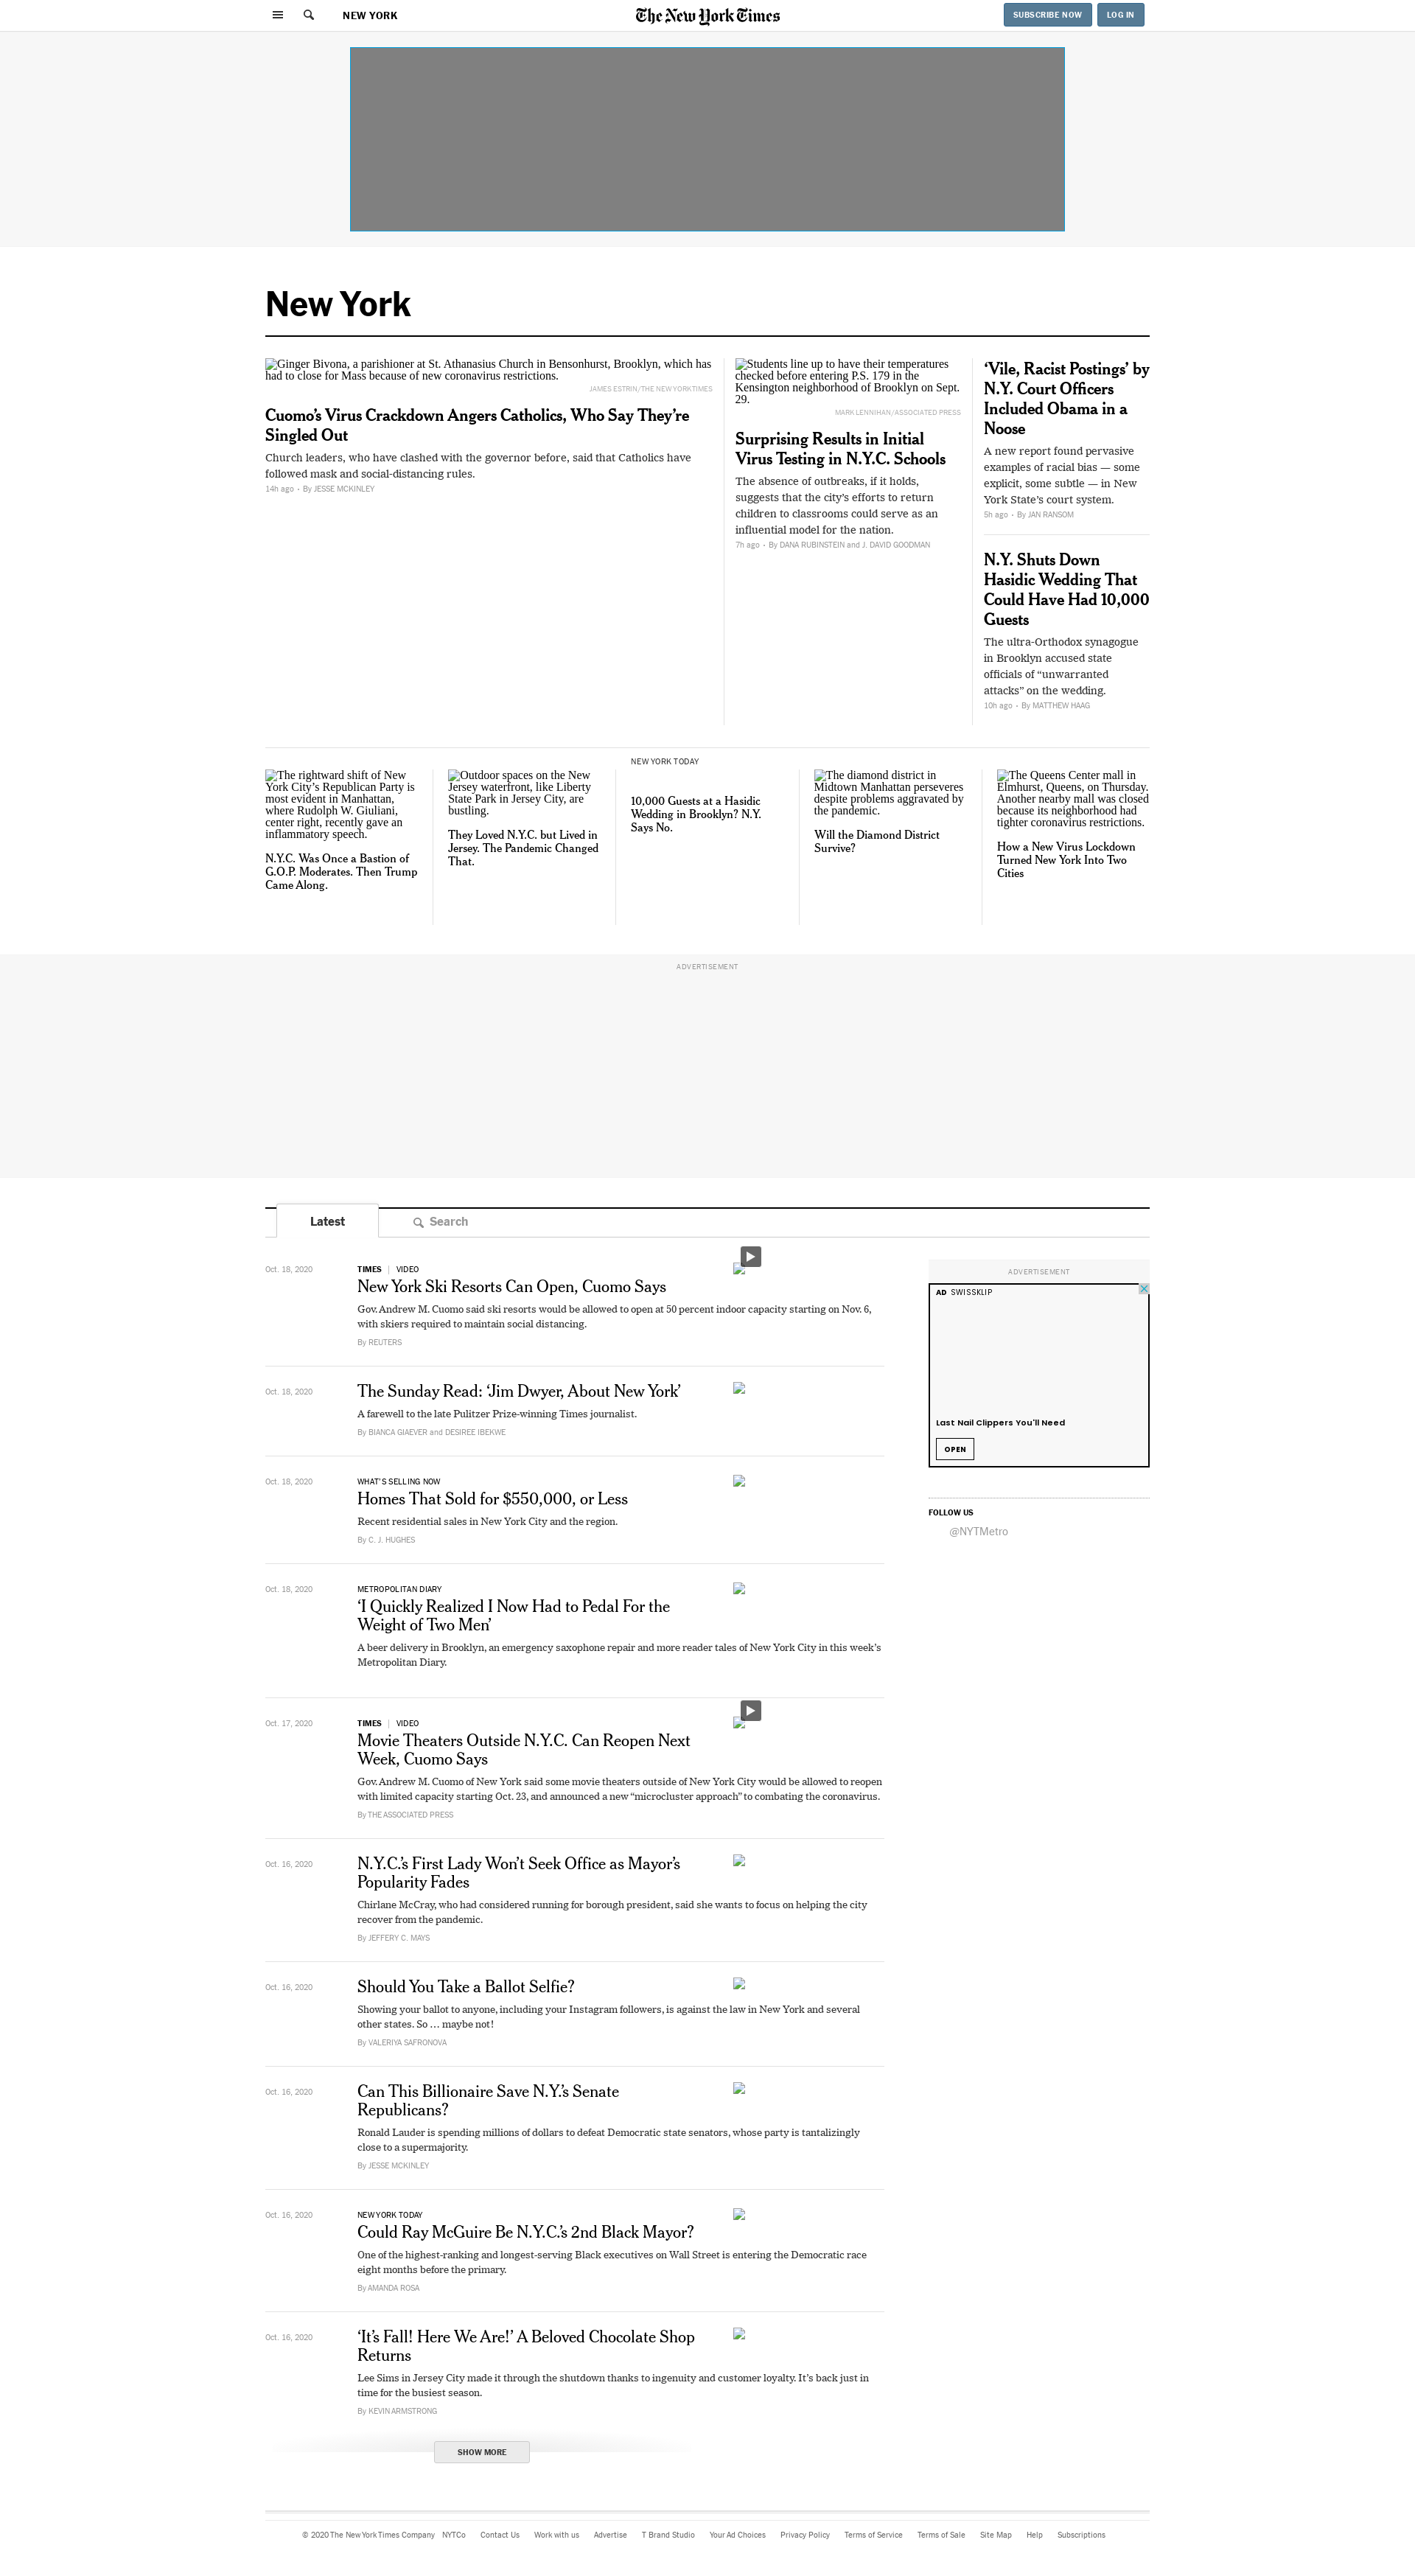 NEW YORK
The New York Times
SUBSCRIBE NOW
LOG IN
New York
Ginger Bivona, a parishioner at St. Athanasius Church in Bensonhurst, Brooklyn, which has
had to close for Mass because of new coronavirus restrictions.
JAMES ESTRIN/THE NEW YORK TIMES
Cuomo’s Virus Crackdown Angers Catholics, Who Say They’re
Singled Out
Church leaders, who have clashed with the governor before, said that Catholics have
followed mask and social-distancing rules.
14h ago • By JESSE MCKINLEY
Students line up to have their temperatures
checked before entering P.S. 179 in the
Kensington neighborhood of Brooklyn on Sept.
29.
MARK LENNIHAN/ASSOCIATED PRESS
Surprising Results in Initial
Virus Testing in N.Y.C. Schools
The absence of outbreaks, if it holds,
suggests that the city’s efforts to return
children to classrooms could serve as an
influential model for the nation.
7h ago • By DANA RUBINSTEIN and J. DAVID GOODMAN
‘Vile, Racist Postings’ by
N.Y. Court Officers
Included Obama in a
Noose
A new report found pervasive
examples of racial bias — some
explicit, some subtle — in New
York State’s court system.
5h ago • By JAN RANSOM
N.Y. Shuts Down
Hasidic Wedding That
Could Have Had 10,000
Guests
The ultra-Orthodox synagogue
in Brooklyn accused state
officials of “unwarranted
attacks” on the wedding.
10h ago • By MATTHEW HAAG
The rightward shift of New
York City’s Republican Party is
most evident in Manhattan,
where Rudolph W. Giuliani,
center right, recently gave an
inflammatory speech.
N.Y.C. Was Once a Bastion of
G.O.P. Moderates. Then Trump
Came Along.
Outdoor spaces on the New
Jersey waterfront, like Liberty
State Park in Jersey City, are
bustling.
They Loved N.Y.C. but Lived in
Jersey. The Pandemic Changed
That.
NEW YORK TODAY
10,000 Guests at a Hasidic
Wedding in Brooklyn? N.Y.
Says No.
The diamond district in
Midtown Manhattan perseveres
despite problems aggravated by
the pandemic.
Will the Diamond District
Survive?
The Queens Center mall in
Elmhurst, Queens, on Thursday.
Another nearby mall was closed
because its neighborhood had
tighter coronavirus restrictions.
How a New Virus Lockdown
Turned New York Into Two
Cities
ADVERTISEMENT
Latest
Search
Oct. 18, 2020
TIMES | VIDEO
New York Ski Resorts Can Open, Cuomo Says
Gov. Andrew M. Cuomo said ski resorts would be allowed to open at 50 percent indoor capacity starting on Nov. 6,
with skiers required to maintain social distancing.
By REUTERS
Oct. 18, 2020
The Sunday Read: ‘Jim Dwyer, About New York’
A farewell to the late Pulitzer Prize-winning Times journalist.
By BIANCA GIAEVER and DESIREE IBEKWE
Oct. 18, 2020
WHAT’S SELLING NOW
Homes That Sold for $550,000, or Less
Recent residential sales in New York City and the region.
By C. J. HUGHES
Oct. 18, 2020
METROPOLITAN DIARY
‘I Quickly Realized I Now Had to Pedal For the
Weight of Two Men’
A beer delivery in Brooklyn, an emergency saxophone repair and more reader tales of New York City in this week’s
Metropolitan Diary.
Oct. 17, 2020
TIMES | VIDEO
Movie Theaters Outside N.Y.C. Can Reopen Next
Week, Cuomo Says
Gov. Andrew M. Cuomo of New York said some movie theaters outside of New York City would be allowed to reopen
with limited capacity starting Oct. 23, and announced a new “microcluster approach” to combating the coronavirus.
By THE ASSOCIATED PRESS
Oct. 16, 2020
N.Y.C.’s First Lady Won’t Seek Office as Mayor’s
Popularity Fades
Chirlane McCray, who had considered running for borough president, said she wants to focus on helping the city
recover from the pandemic.
By JEFFERY C. MAYS
Oct. 16, 2020
Should You Take a Ballot Selfie?
Showing your ballot to anyone, including your Instagram followers, is against the law in New York and several
other states. So … maybe not!
By VALERIYA SAFRONOVA
Oct. 16, 2020
Can This Billionaire Save N.Y.’s Senate
Republicans?
Ronald Lauder is spending millions of dollars to defeat Democratic state senators, whose party is tantalizingly
close to a supermajority.
By JESSE MCKINLEY
Oct. 16, 2020
NEW YORK TODAY
Could Ray McGuire Be N.Y.C.’s 2nd Black Mayor?
One of the highest-ranking and longest-serving Black executives on Wall Street is entering the Democratic race
eight months before the primary.
By AMANDA ROSA
Oct. 16, 2020
‘It’s Fall! Here We Are!’ A Beloved Chocolate Shop
Returns
Lee Sims in Jersey City made it through the shutdown thanks to ingenuity and customer loyalty. It’s back just in
time for the busiest season.
By KEVIN ARMSTRONG
SHOW MORE
ADVERTISEMENT
AD SWISSKLIP
Last Nail Clippers You'll Need
OPEN
FOLLOW US
@NYTMetro
© 2020 The New York Times Company NYTCo Contact Us Work with us Advertise T Brand Studio Your Ad Choices Privacy Policy Terms of Service Terms of Sale Site Map Help Subscriptions